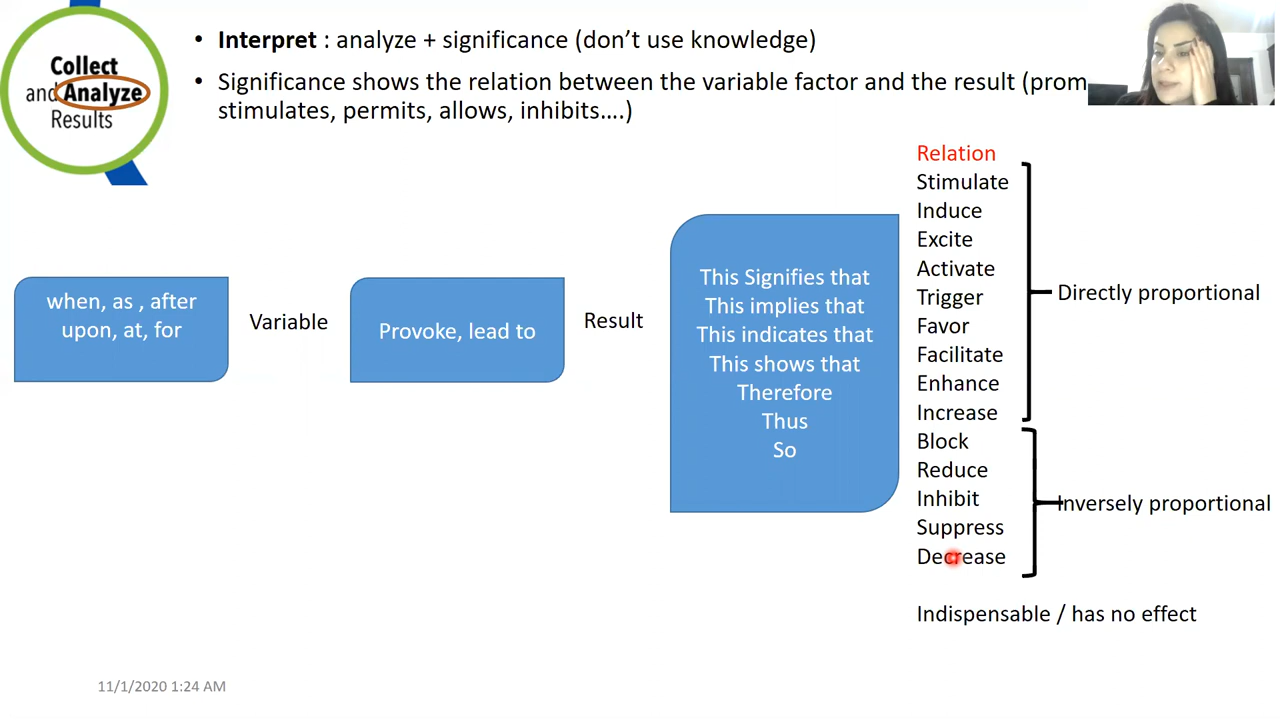 Collect
and Analyze
Results
• Interpret : analyze + significance (don’t use knowledge)
• Significance shows the relation between the variable factor and the result
stimulates, permits, allows, inhibits….)
when, as , after
upon, at, for
Variable
Provoke, lead to
Result
This Signifies that
This implies that
This indicates that
This shows that
Therefore
Thus
So
Relation
Stimulate
Induce
Excite
Activate
Trigger
Favor
Facilitate
Enhance
Increase
Block
Reduce
Inhibit
Suppress
Decrease
Directly proportional
Inversely proportional
Indispensable / has no effect
11/1/2020 1:24 AM